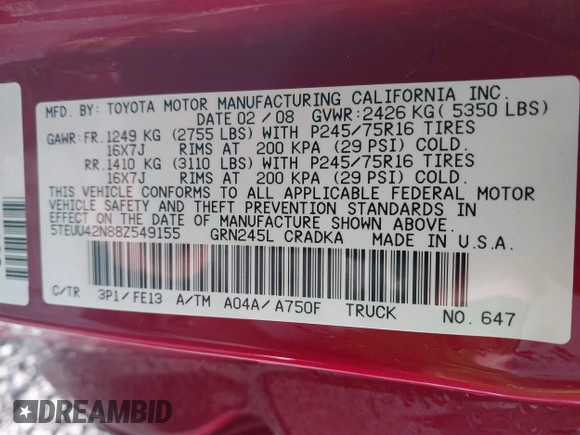 MFD. BY: TOYOTA MOTOR MANUFACTURING CALIFORNIA INC.
DATE 02 / 08 GVWR:2426 KG( 5350 LBS)
GAWR:FR. 1249 KG (2755 LBS) WITH P245/75R16 TIRES
16X7J RIMS AT 200 KPA (29 PSI) COLD.
RR. 1410 KG (3110 LBS) WITH P245/75R16 TIRES
16X7J RIMS AT 200 KPA (29 PSI) COLD.
THIS VEHICLE CONFORMS TO ALL APPLICABLE FEDERAL MOTOR
VEHICLE SAFETY AND THEFT PREVENTION STANDARDS IN
EFFECT ON THE DATE OF MANUFACTURE SHOWN ABOVE.
5TEUU42N88Z549155 GRN245L CRADKA MADE IN U.S.A.
C/TR 3P1/FE13 A/TM A04A/A750F TRUCK NO. 647
DREAMBID